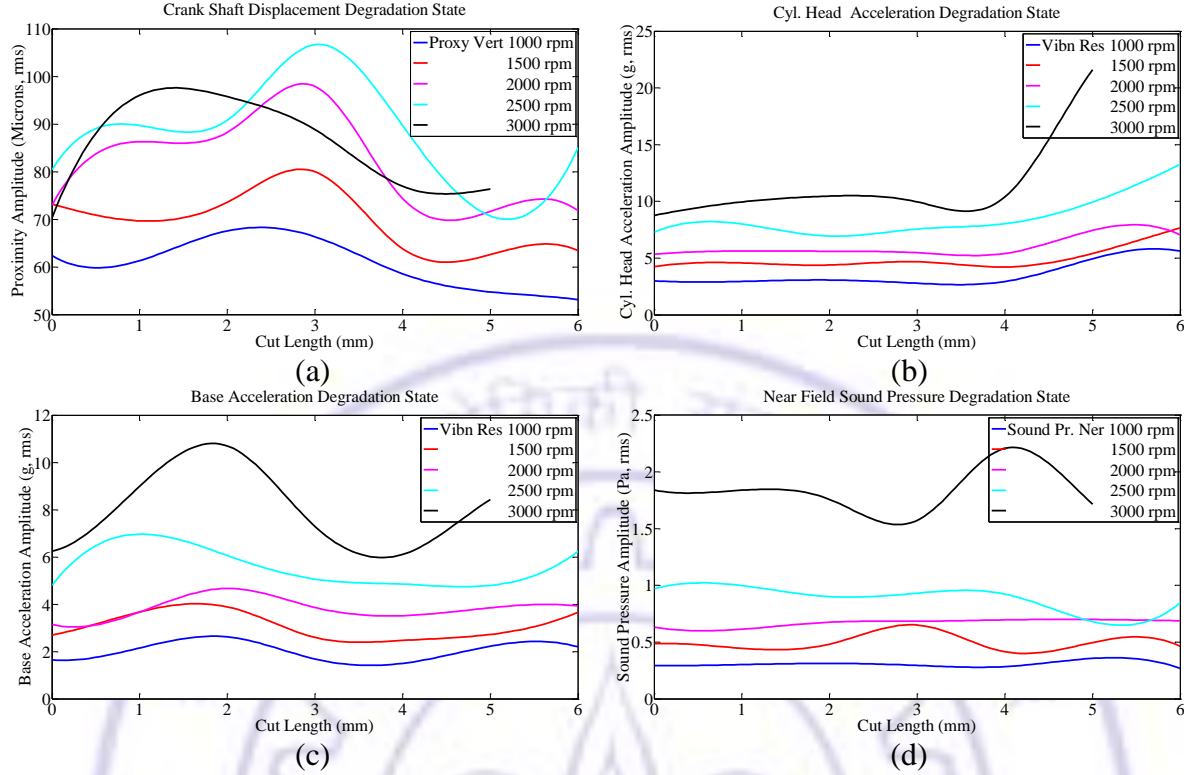 Crank Shaft Displacement Degradation State
110
100
90
80
70
60
50
Proximity Amplitude (Microns, rms)
Proxy Vert 1000 rpm
1500 rpm
2000 rpm
2500 rpm
3000 rpm
0 1 2 3 4 5 6
Cut Length (mm)
(a)
Cyl. Head Acceleration Degradation State
25
20
15
10
5
0
Cyl. Head Acceleration Amplitude (g, rms)
Vibn Res 1000 rpm
1500 rpm
2000 rpm
2500 rpm
3000 rpm
0 1 2 3 4 5 6
Cut Length (mm)
(b)
Base Acceleration Degradation State
12
10
8
6
4
2
0
Base Acceleration Amplitude (g, rms)
Vibn Res 1000 rpm
1500 rpm
2000 rpm
2500 rpm
3000 rpm
0 1 2 3 4 5 6
Cut Length (mm)
(c)
Near Field Sound Pressure Degradation State
2.5
2
1.5
1
0.5
0
Sound Pressure Amplitude (Pa, rms)
Sound Pr. Ner 1000 rpm
1500 rpm
2000 rpm
2500 rpm
3000 rpm
0 1 2 3 4 5 6
Cut Length (mm)
(d)